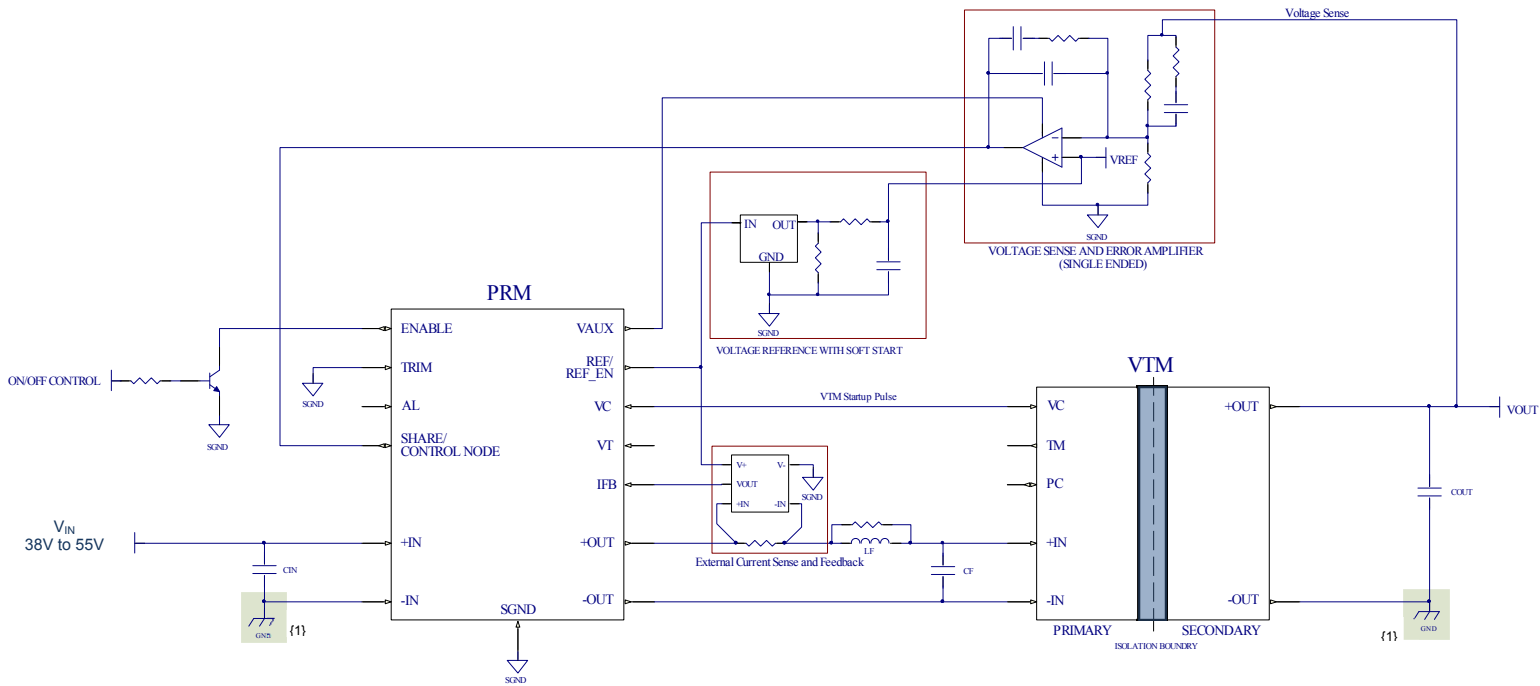 Voltage Sense
VREF
SGND
VOLTAGE SENSE AND ERROR AMPLIFIER
(SINGLE ENDED)
IN
OUT
GND
SGND
VOLTAGE REFERENCE WITH SOFT START
PRM
ENABLE
TRIM
AL
SHARE/
CONTROL NODE
+IN
-IN
VAUX
REF/
REF_EN
VC
VT
IFB
+OUT
-OUT
SGND
SGND
ON/OFF CONTROL
SGND
SGND
VIN
38V to 55V
CIN
GND
{1}
VTM Startup Pulse
V+
V-
VOUT
+IN
-IN
SGND
External Current Sense and Feedback
LF
CF
VTM
VC
TM
PC
+IN
-IN
+OUT
-OUT
PRIMARY
SECONDARY
ISOLATION BOUNDRY
VOUT
COUT
GND
{1}
−
+